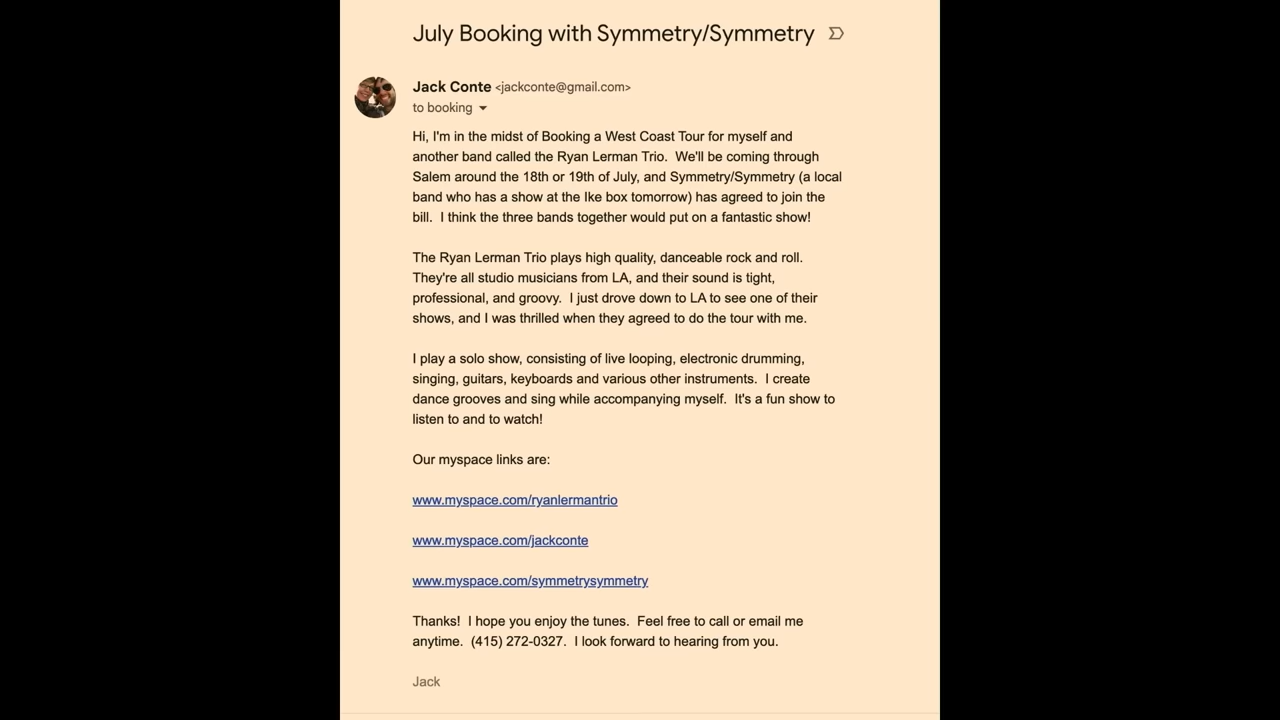 July Booking with Symmetry/Symmetry
Jack Conte <jackconte@gmail.com>
to booking
Hi, I'm in the midst of Booking a West Coast Tour for myself and
another band called the Ryan Lerman Trio.  We'll be coming through
Salem around the 18th or 19th of July, and Symmetry/Symmetry (a local
band who has a show at the Ike box tomorrow) has agreed to join the
bill.  I think the three bands together would put on a fantastic show!
The Ryan Lerman Trio plays high quality, danceable rock and roll.
They're all studio musicians from LA, and their sound is tight,
professional, and groovy.  I just drove down to LA to see one of their
shows, and I was thrilled when they agreed to do the tour with me.
I play a solo show, consisting of live looping, electronic drumming,
singing, guitars, keyboards and various other instruments.  I create
dance grooves and sing while accompanying myself.  It's a fun show to
listen to and to watch!
Our myspace links are:
www.myspace.com/ryanlermantrio
www.myspace.com/jackconte
www.myspace.com/symmetrysymmetry
Thanks!  I hope you enjoy the tunes.  Feel free to call or email me
anytime.  (415) 272-0327.  I look forward to hearing from you.
Jack